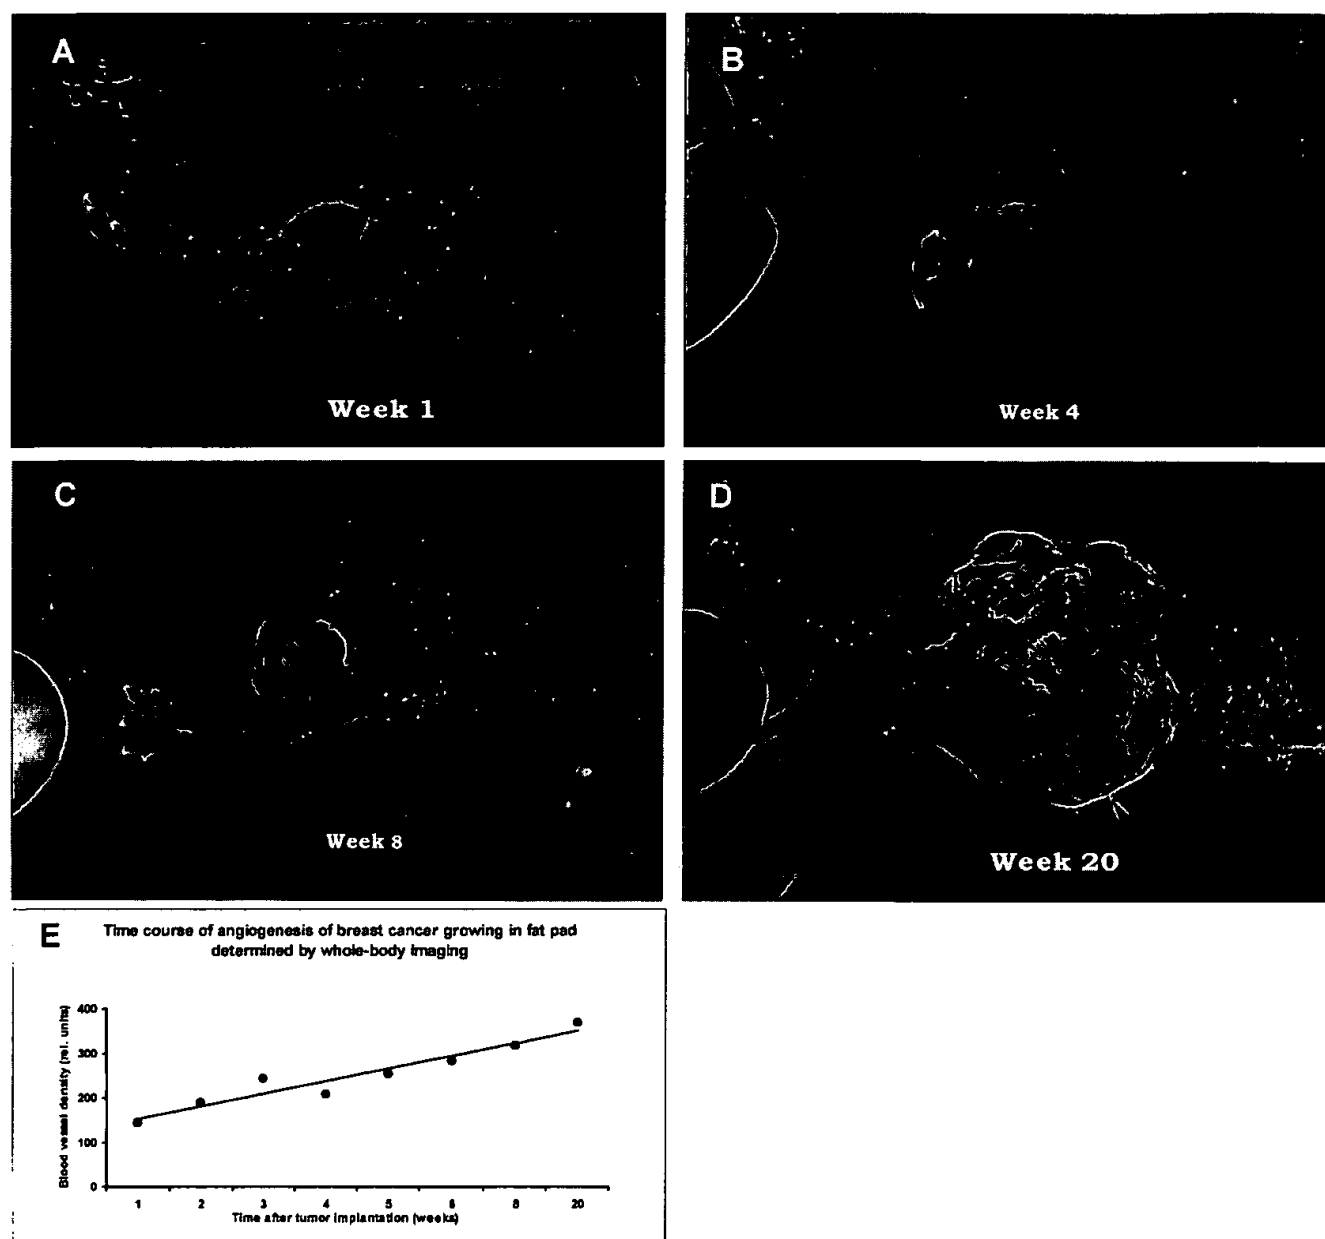 A
Week 1
B
Week 4
C
Week 8
D
Week 20
E
Time course of angiogenesis of breast cancer growing in fat pad
determined by whole-body imaging
Blood vessel density (rel. units)
400
300
200
100
0
1 2 3 4 5 6 8 20
Time after tumor implantation (weeks)